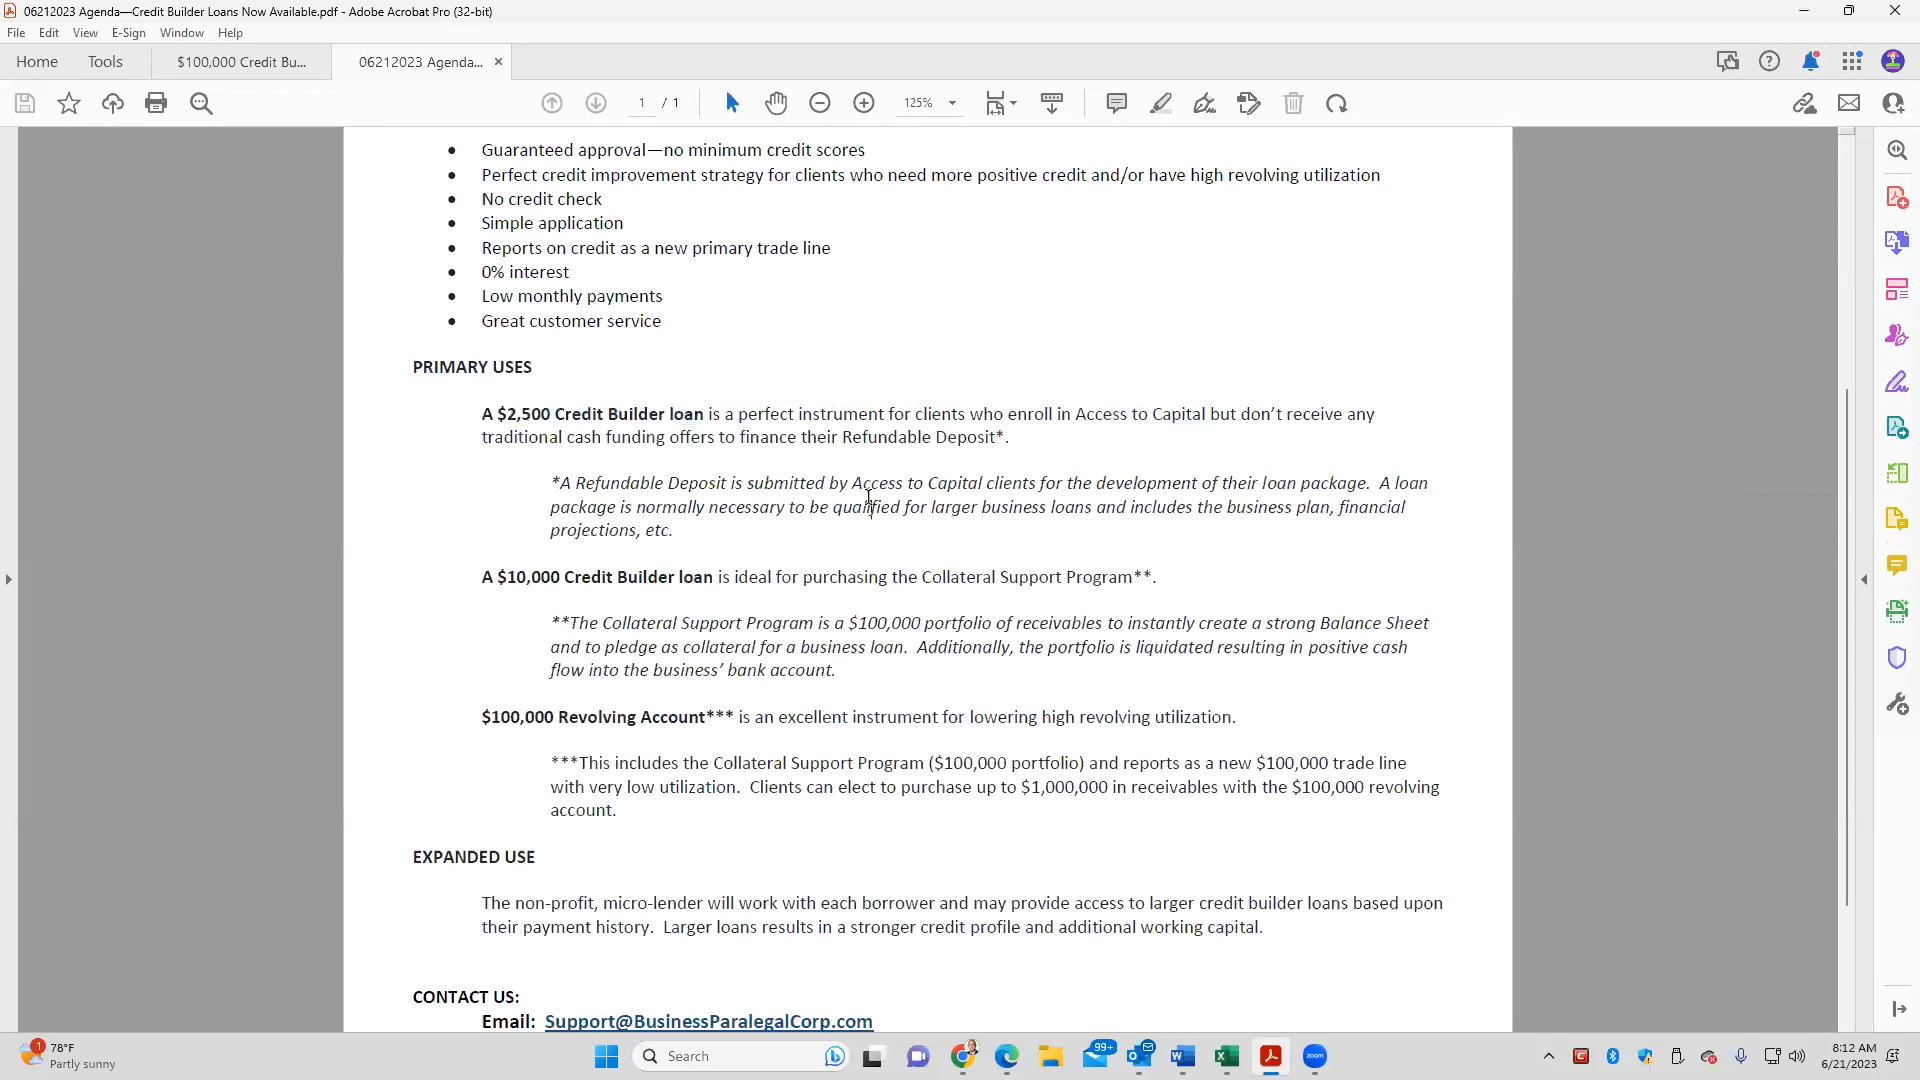 06212023 Agenda—Credit Builder Loans Now Available.pdf - Adobe Acrobat Pro (32-bit)
File Edit View E-Sign Window Help
Home Tools $100,000 Credit Bu... 06212023 Agenda...
1 / 1 125%
• Guaranteed approval—no minimum credit scores
• Perfect credit improvement strategy for clients who need more positive credit and/or have high revolving utilization
• No credit check
• Simple application
• Reports on credit as a new primary trade line
• 0% interest
• Low monthly payments
• Great customer service
PRIMARY USES
A $2,500 Credit Builder loan is a perfect instrument for clients who enroll in Access to Capital but don’t receive any
traditional cash funding offers to finance their Refundable Deposit*.
*A Refundable Deposit is submitted by Access to Capital clients for the development of their loan package. A loan
package is normally necessary to be qualified for larger business loans and includes the business plan, financial
projections, etc.
A $10,000 Credit Builder loan is ideal for purchasing the Collateral Support Program**.
**The Collateral Support Program is a $100,000 portfolio of receivables to instantly create a strong Balance Sheet
and to pledge as collateral for a business loan. Additionally, the portfolio is liquidated resulting in positive cash
flow into the business’ bank account.
$100,000 Revolving Account*** is an excellent instrument for lowering high revolving utilization.
***This includes the Collateral Support Program ($100,000 portfolio) and reports as a new $100,000 trade line
with very low utilization. Clients can elect to purchase up to $1,000,000 in receivables with the $100,000 revolving
account.
EXPANDED USE
The non-profit, micro-lender will work with each borrower and may provide access to larger credit builder loans based upon
their payment history. Larger loans results in a stronger credit profile and additional working capital.
CONTACT US:
Email: Support@BusinessParalegalCorp.com
1 78°F
Partly sunny
Search
99+
zoom
8:12 AM
6/21/2023